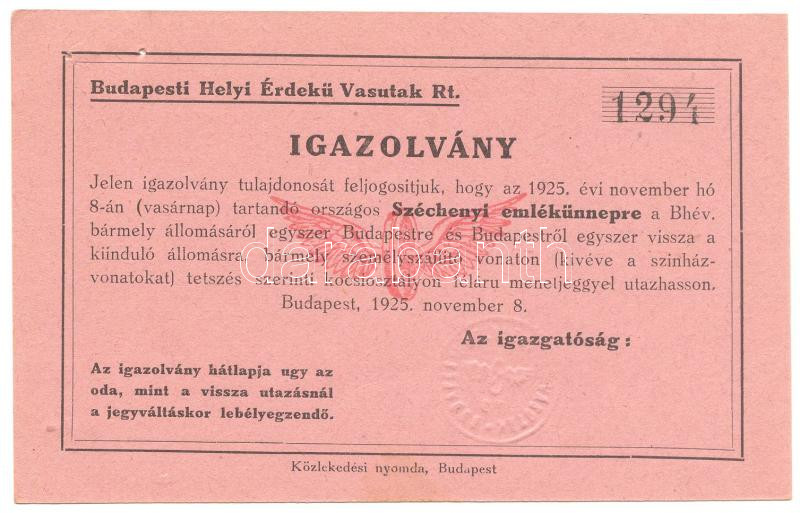 Budapesti Helyi Érdekü Vasutak Rt.
1294
IGAZOLVÁNY
Jelen igazolvány tulajdonosát feljogositjuk, hogy az 1925. évi november hó
8-án (vasárnap) tartandó országos Széchenyi emlékünnepre a Bhév.
bármely állomásáról egyszer Budapestre és Budapestről egyszer vissza a
kiinduló állomásra, bármely személyszállitó vonaton (kivéve a szinház-
vonatokat) tetszés szerinti kocsiosztályon féláru menetjeggyel utazhasson.
Budapest, 1925. november 8.
Az igazgatóság:
Az igazolvány hátlapja ugy az
oda, mint a vissza utazásnál
a jegyváltáskor lebélyegzendő.
Közlekedési nyomda, Budapest
darabanth